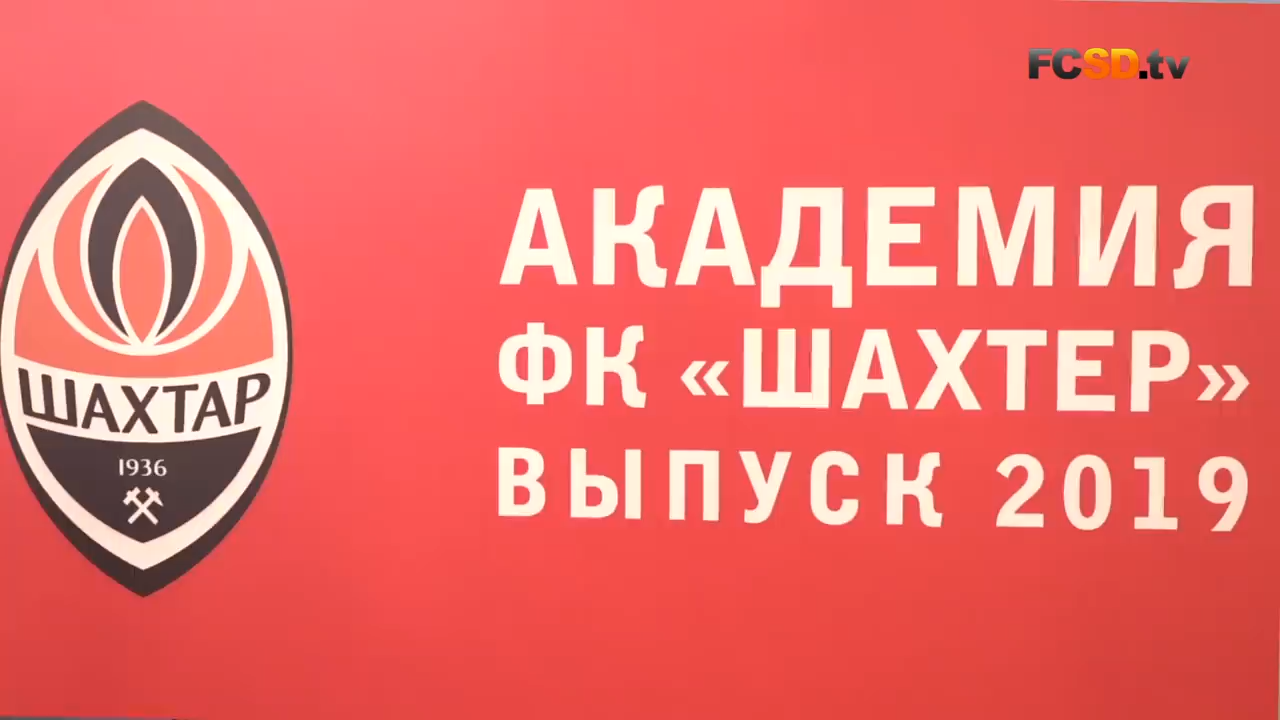 FCSD.tv
АКАДЕМИЯ
ФК «ШАХТЕР»
ВЫПУСК 2019
ШАХТАР
1936